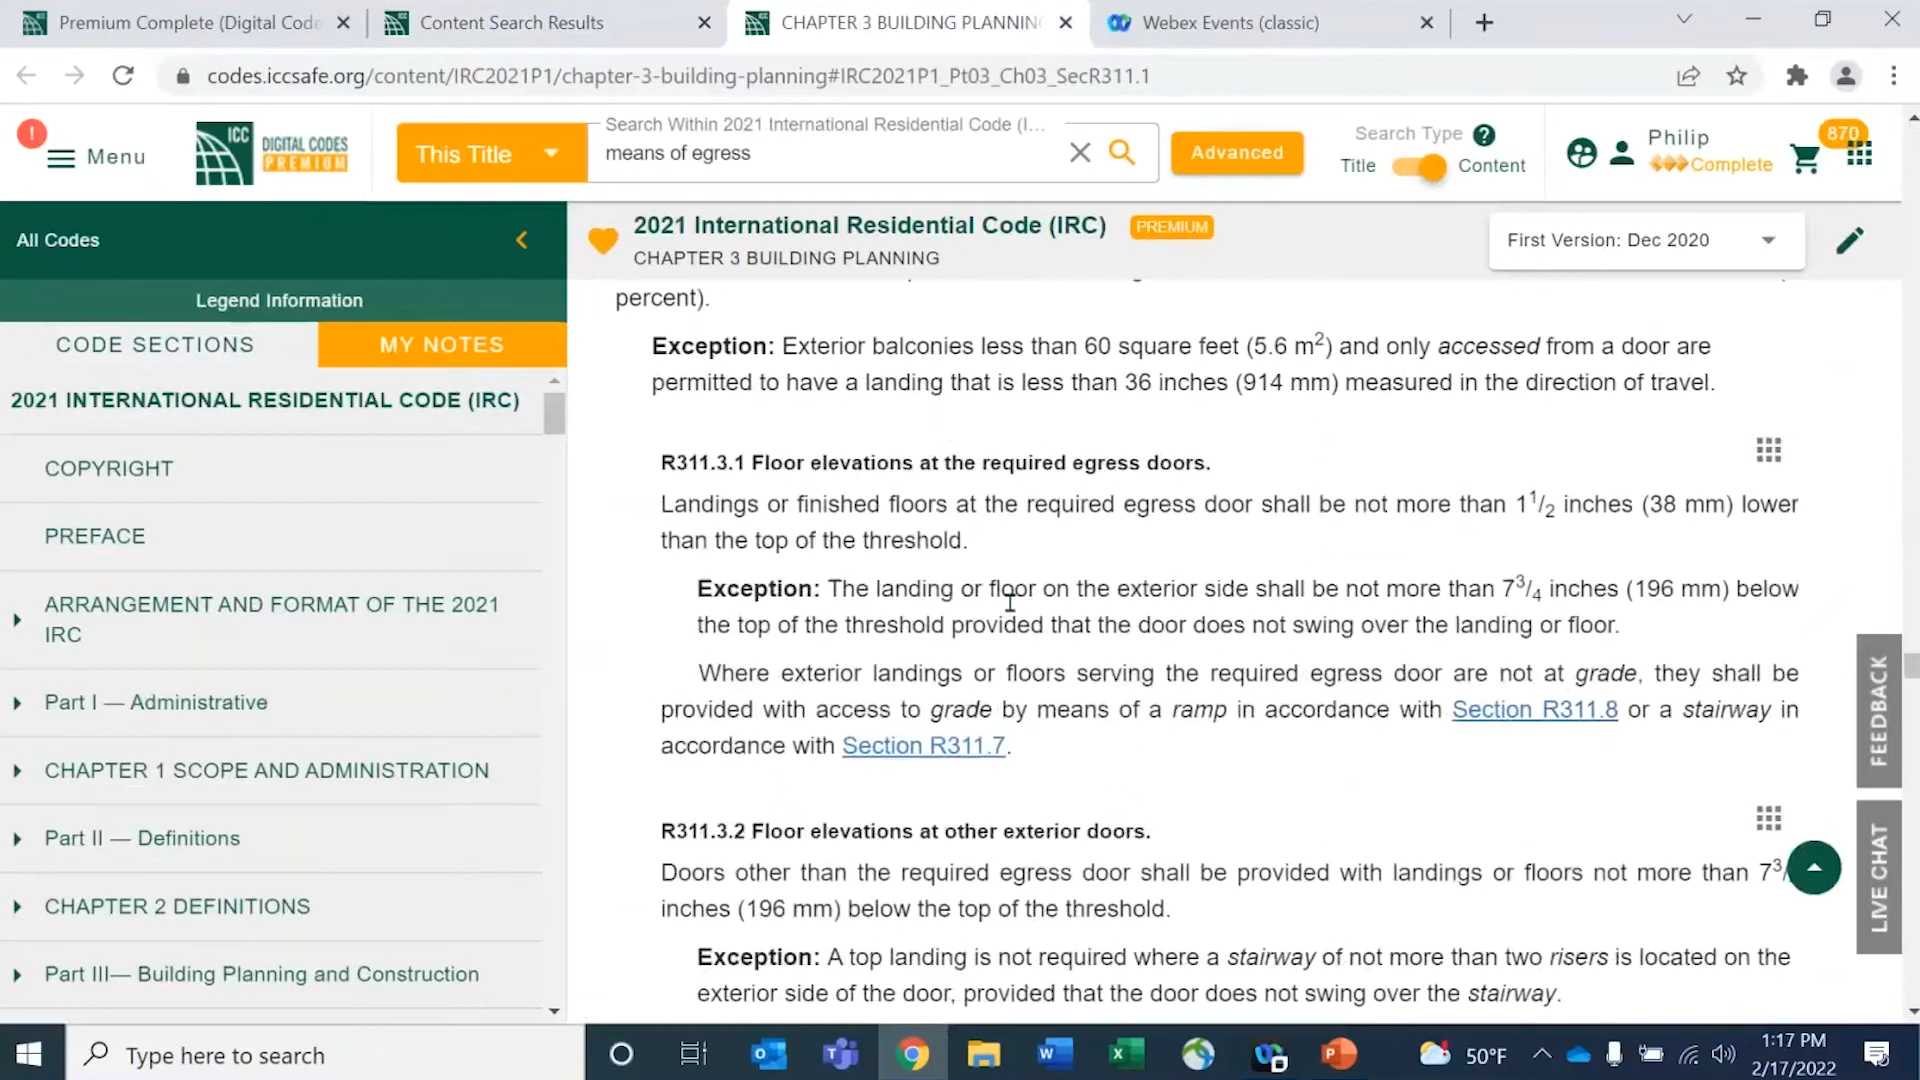 Premium Complete (Digital Code
Content Search Results
CHAPTER 3 BUILDING PLANNIN
Webex Events (classic)
codes.iccsafe.org/content/IRC2021P1/chapter-3-building-planning#IRC2021P1_Pt03_Ch03_SecR311.1
!
Menu
ICC
DIGITAL CODES
PREMIUM
This Title
Search Within 2021 International Residential Code (I...
means of egress
Advanced
Search Type ?
Title Content
Philip
Complete
870
All Codes
Legend Information
CODE SECTIONS
MY NOTES
2021 INTERNATIONAL RESIDENTIAL CODE (IRC)
COPYRIGHT
PREFACE
ARRANGEMENT AND FORMAT OF THE 2021
IRC
Part I — Administrative
CHAPTER 1 SCOPE AND ADMINISTRATION
Part II — Definitions
CHAPTER 2 DEFINITIONS
Part III— Building Planning and Construction
2021 International Residential Code (IRC) PREMIUM
CHAPTER 3 BUILDING PLANNING
First Version: Dec 2020
percent).
Exception: Exterior balconies less than 60 square feet (5.6 m²) and only accessed from a door are
permitted to have a landing that is less than 36 inches (914 mm) measured in the direction of travel.
R311.3.1 Floor elevations at the required egress doors.
Landings or finished floors at the required egress door shall be not more than 1 1/2 inches (38 mm) lower
than the top of the threshold.
Exception: The landing or floor on the exterior side shall be not more than 7 3/4 inches (196 mm) below
the top of the threshold provided that the door does not swing over the landing or floor.
Where exterior landings or floors serving the required egress door are not at grade, they shall be
provided with access to grade by means of a ramp in accordance with Section R311.8 or a stairway in
accordance with Section R311.7.
R311.3.2 Floor elevations at other exterior doors.
Doors other than the required egress door shall be provided with landings or floors not more than 7 3/
inches (196 mm) below the top of the threshold.
Exception: A top landing is not required where a stairway of not more than two risers is located on the
exterior side of the door, provided that the door does not swing over the stairway.
FEEDBACK
LIVE CHAT
Type here to search
50°F
1:17 PM
2/17/2022